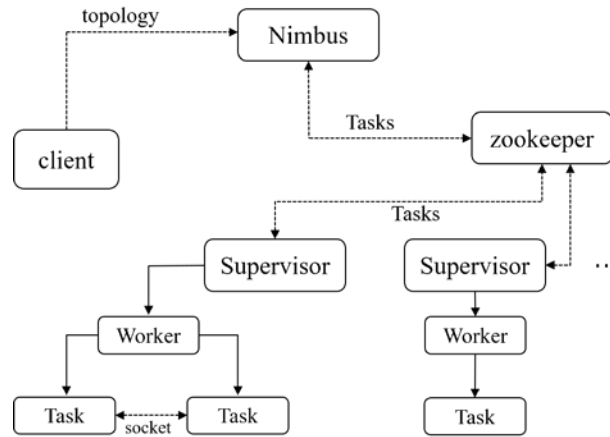 topology
Nimbus
Tasks
client
zookeeper
Tasks
Supervisor
Supervisor
..
Worker
Worker
Task
socket
Task
Task